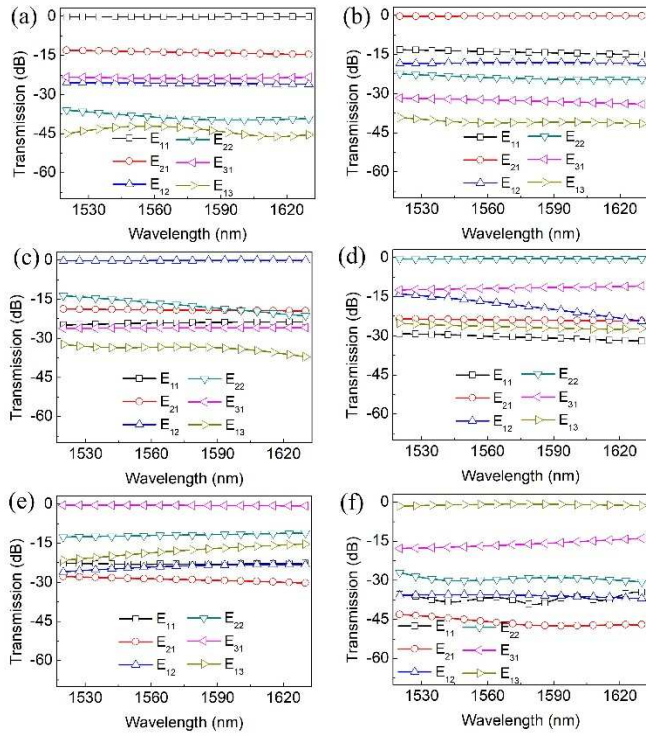 (a)
Transmission (dB)
0
-15
-30
-45
-60
E11 E22
E21 E31
E12 E13
1530 1560 1590 1620
Wavelength (nm)
(b)
Transmission (dB)
0
-15
-30
-45
-60
E11 E22
E21 E31
E12 E13
1530 1560 1590 1620
Wavelength (nm)
(c)
Transmission (dB)
0
-15
-30
-45
-60
E11 E22
E21 E31
E12 E13
1530 1560 1590 1620
Wavelength (nm)
(d)
Transmission (dB)
0
-15
-30
-45
-60
E11 E22
E21 E31
E12 E13
1530 1560 1590 1620
Wavelength (nm)
(e)
Transmission (dB)
0
-15
-30
-45
-60
E11 E22
E21 E31
E12 E13
1530 1560 1590 1620
Wavelength (nm)
(f)
Transmission (dB)
0
-15
-30
-45
-60
E11 E22
E21 E31
E12 E13
1530 1560 1590 1620
Wavelength (nm)